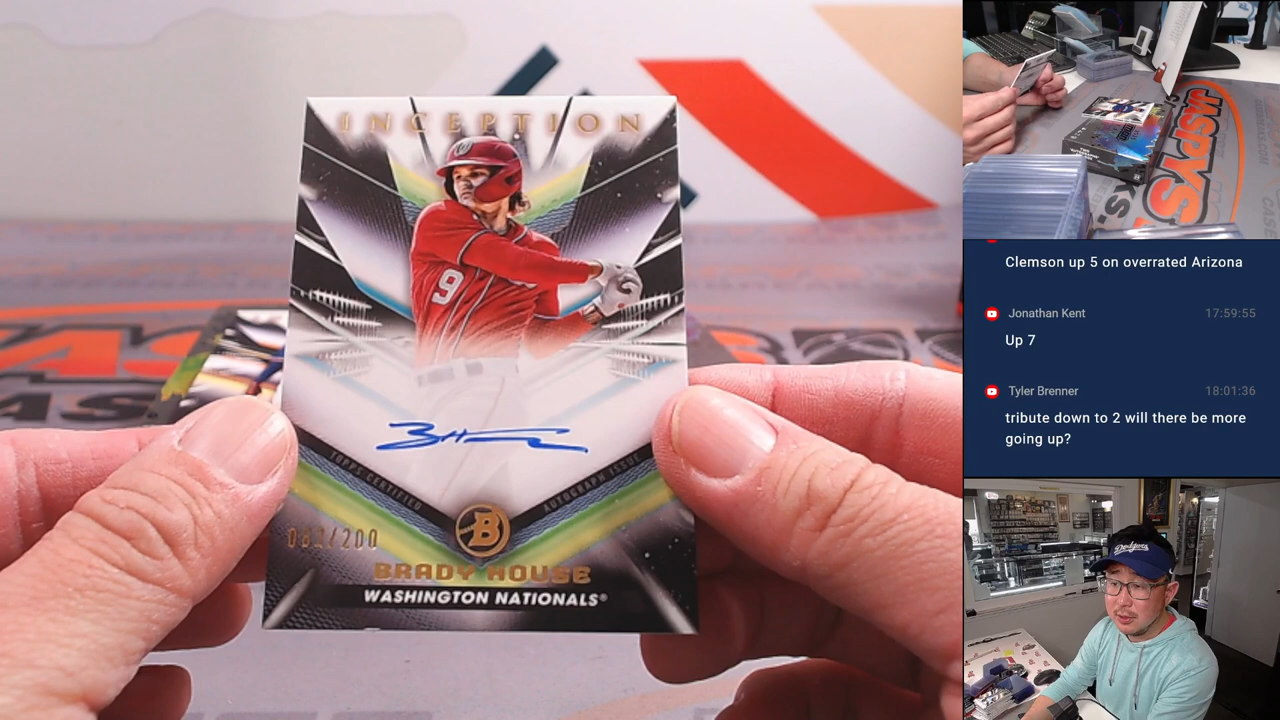 INCEPTION
9
TOPPS CERTIFIED
AUTOGRAPH ISSUE
B
/200
BRADY HOUSE
WASHINGTON NATIONALS®
JASPY'S
Clemson up 5 on overrated Arizona
Jonathan Kent 17:59:55
Up 7
Tyler Brenner 18:01:36
tribute down to 2 will there be more
going up?
Dodgers